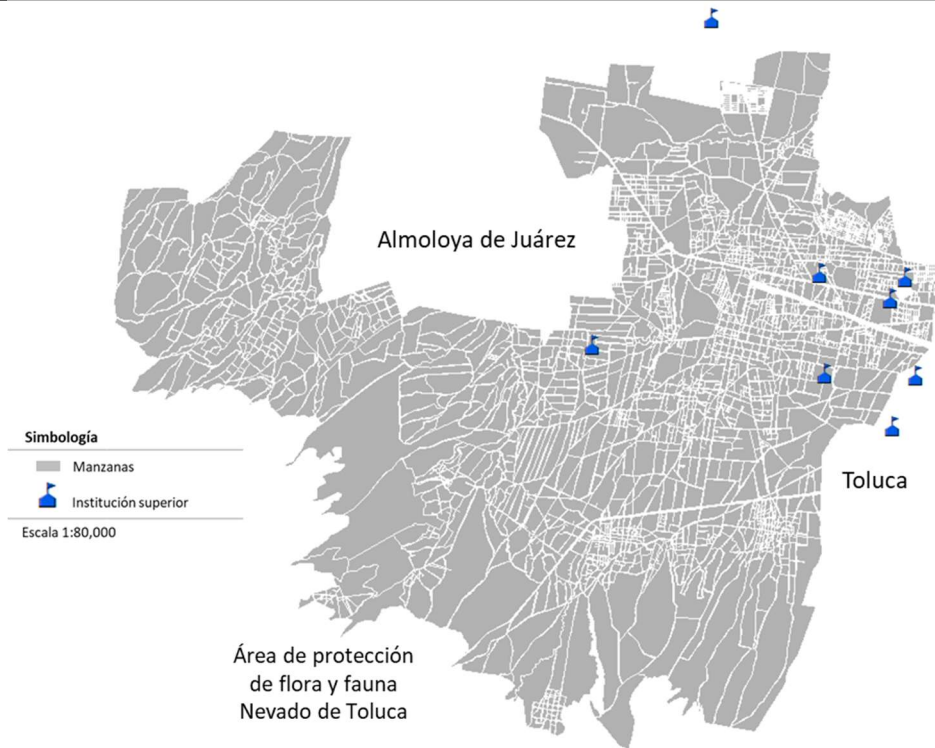 Almoloya de Juárez
Simbología
Manzanas
Institución superior
Escala 1:80,000
Toluca
Área de protección
de flora y fauna
Nevado de Toluca